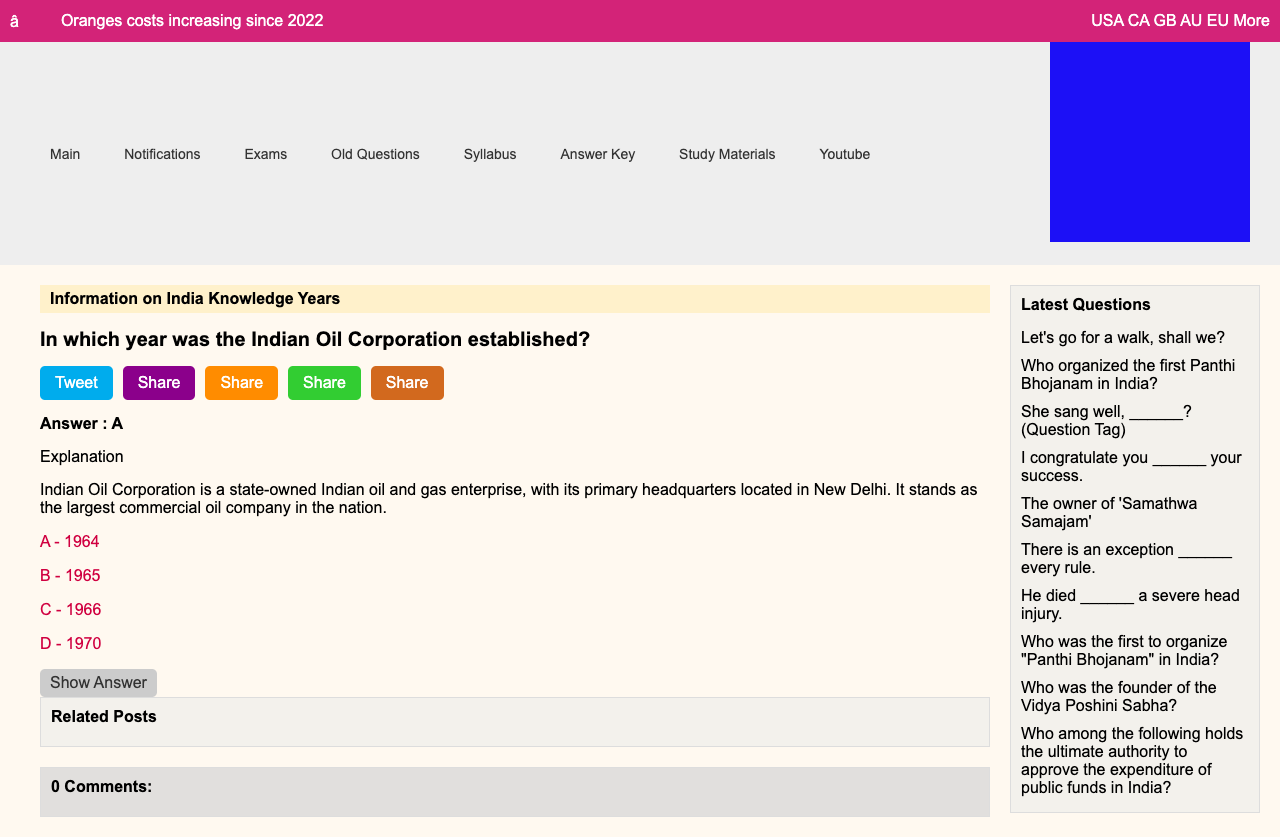 â Oranges costs increasing since 2022 USA CA GB AU EU More
Main Notifications Exams Old Questions Syllabus Answer Key Study Materials Youtube
Information on India Knowledge Years
In which year was the Indian Oil Corporation established?
Tweet Share Share Share Share
Answer : A
Explanation
Indian Oil Corporation is a state-owned Indian oil and gas enterprise, with its primary headquarters located in New Delhi. It stands as
the largest commercial oil company in the nation.
A - 1964
B - 1965
C - 1966
D - 1970
Show Answer
Related Posts
0 Comments:
Latest Questions
Let's go for a walk, shall we?
Who organized the first Panthi
Bhojanam in India?
She sang well, ______?
(Question Tag)
I congratulate you ______ your
success.
The owner of 'Samathwa
Samajam'
There is an exception ______
every rule.
He died ______ a severe head
injury.
Who was the first to organize
"Panthi Bhojanam" in India?
Who was the founder of the
Vidya Poshini Sabha?
Who among the following holds
the ultimate authority to
approve the expenditure of
public funds in India?